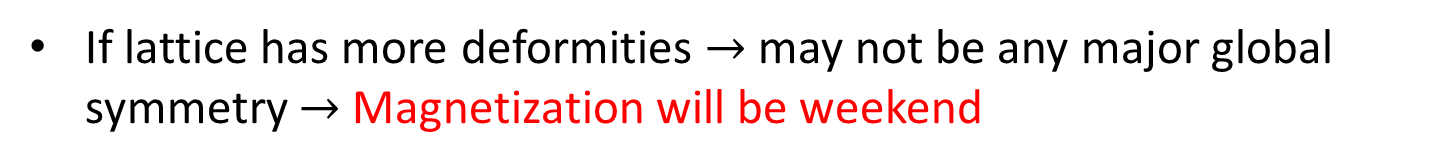 • If lattice has more deformities → may not be any major global
symmetry → Magnetization will be weekend